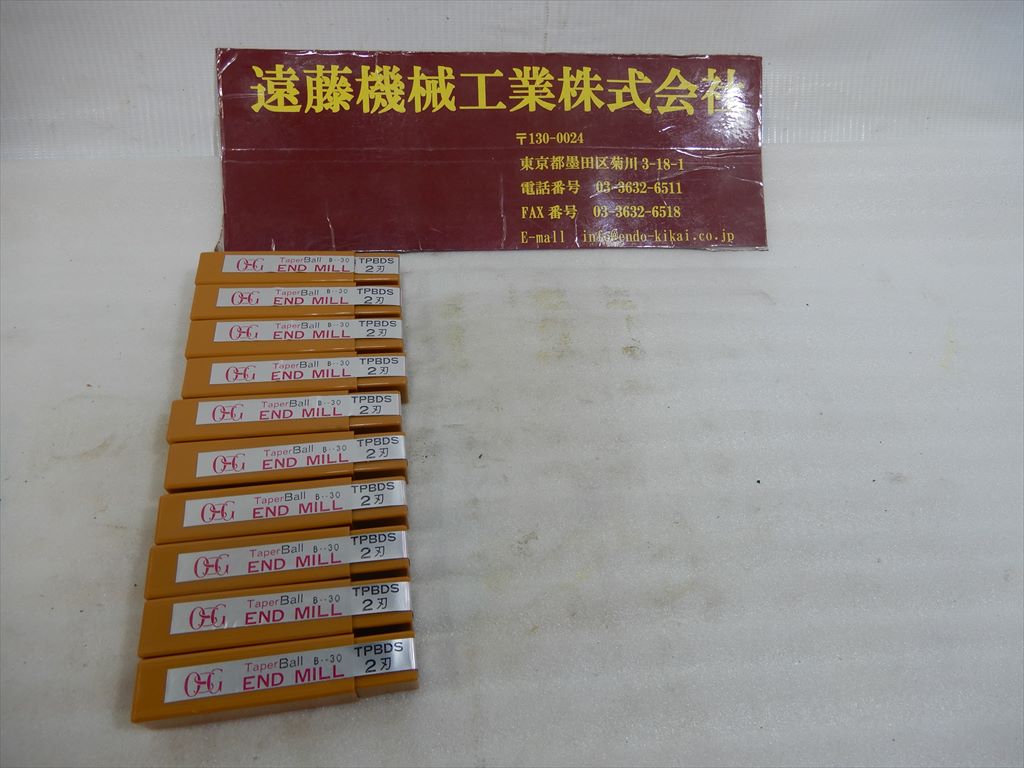 遠藤機械工業株式会社
〒130-0024
東京都墨田区菊川 3-18-1
電話番号 03-3632-6511
FAX 番号 03-3632-6518
E-mall info@endo-kikai.co.jp
OSG TaperBall B--30 TPBDS
END MILL 2刃
OSG TaperBall B--30 TPBDS
END MILL 2刃
OSG TaperBall B--30 TPBDS
END MILL 2刃
OSG TaperBall B--30 TPBDS
END MILL 2刃
OSG TaperBall B--30 TPBDS
END MILL 2刃
OSG TaperBall B--30 TPBDS
END MILL 2刃
OSG TaperBall B--30 TPBDS
END MILL 2刃
OSG TaperBall B--30 TPBDS
END MILL 2刃
OSG TaperBall B--30 TPBDS
END MILL 2刃
OSG TaperBall B--30 TPBDS
END MILL 2刃